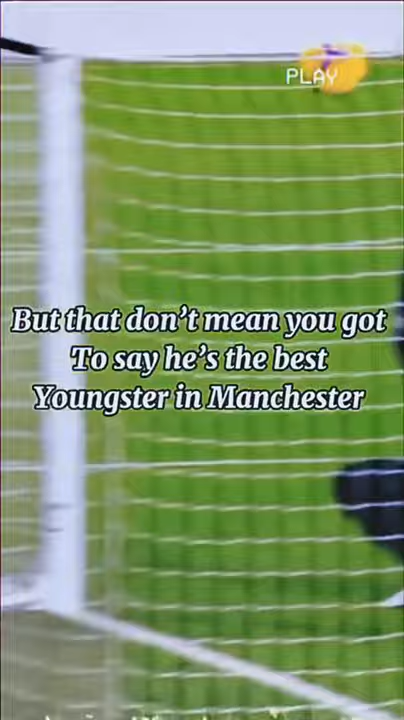 PLAY
But that don't mean you got
To say he's the best
Youngster in Manchester